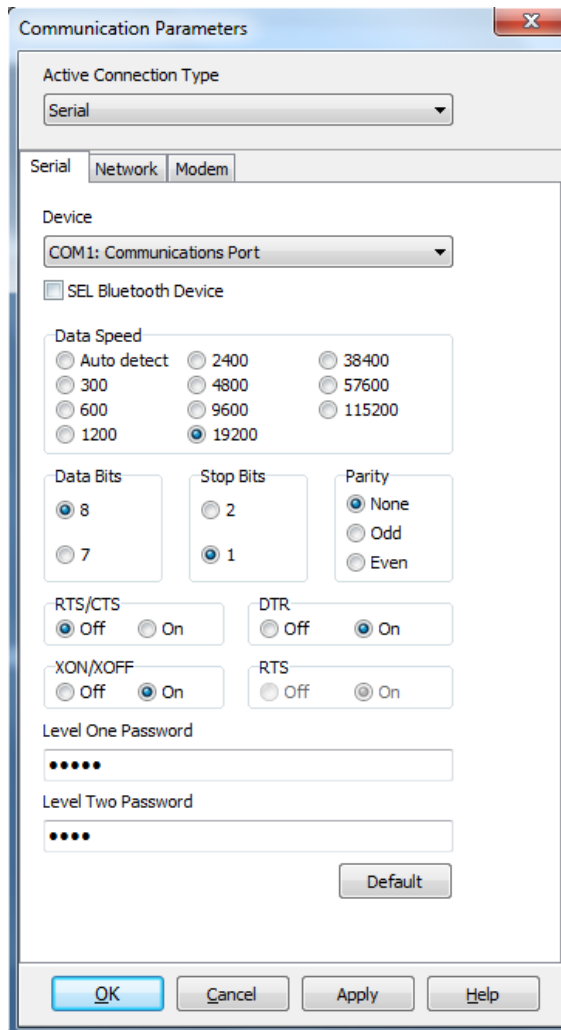 Communication Parameters
Active Connection Type
Serial
Serial Network Modem
Device
COM1: Communications Port
SEL Bluetooth Device
Data Speed
Auto detect 2400 38400
300 4800 57600
600 9600 115200
1200 19200
Data Bits Stop Bits Parity
8 2 None
Odd
7 1 Even
RTS/CTS DTR
Off On Off On
XON/XOFF RTS
Off On Off On
Level One Password
•••••
Level Two Password
••••
Default
OK Cancel Apply Help